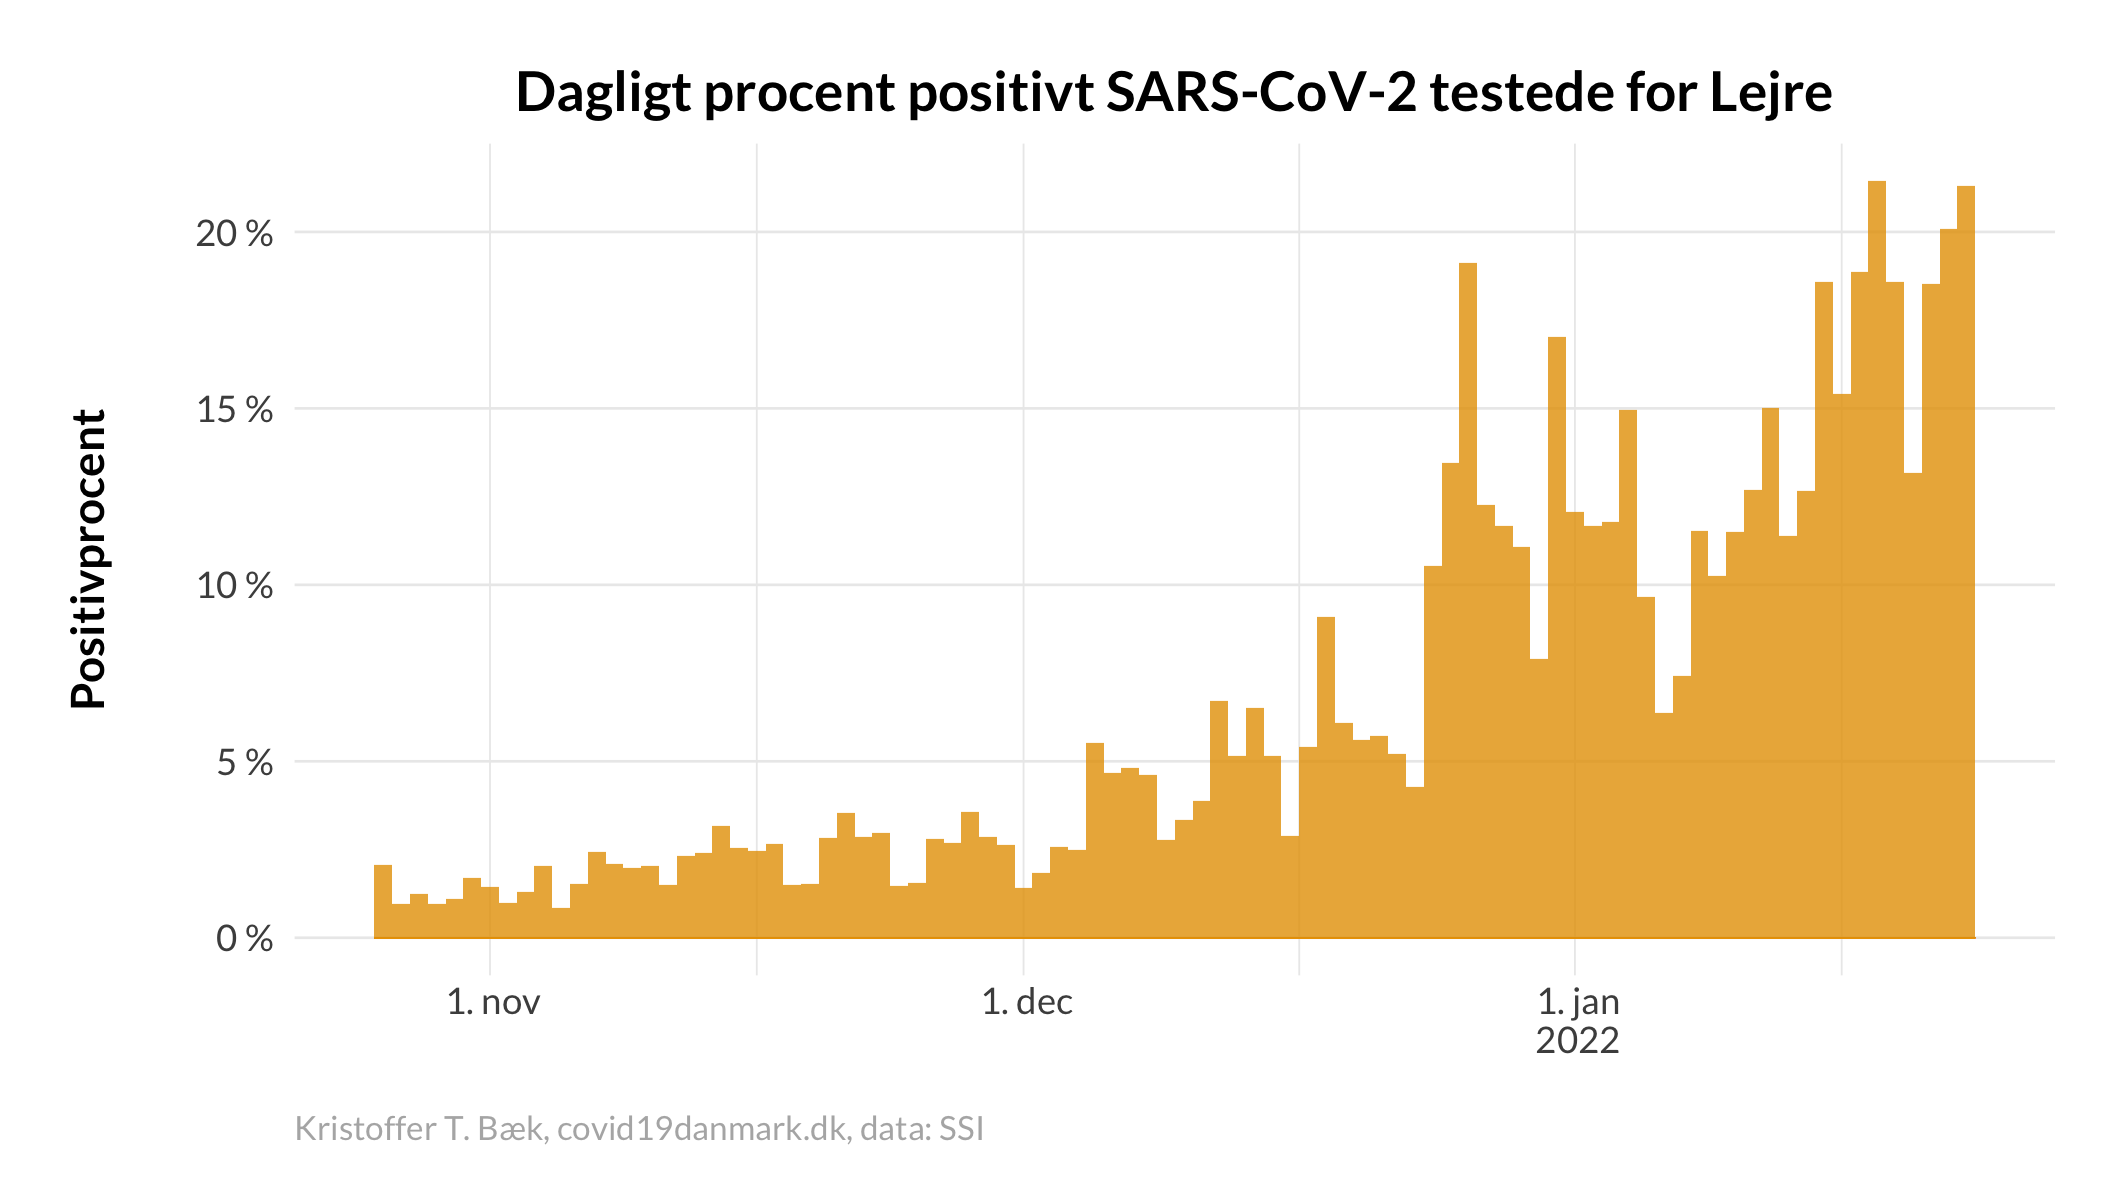 Dagligt procent positivt SARS-CoV-2 testede for Lejre
Positivprocent
20 %
15 %
10 %
5 %
0 %
1. nov
1. dec
1. jan
2022
Kristoffer T. Bæk, covid19danmark.dk, data: SSI